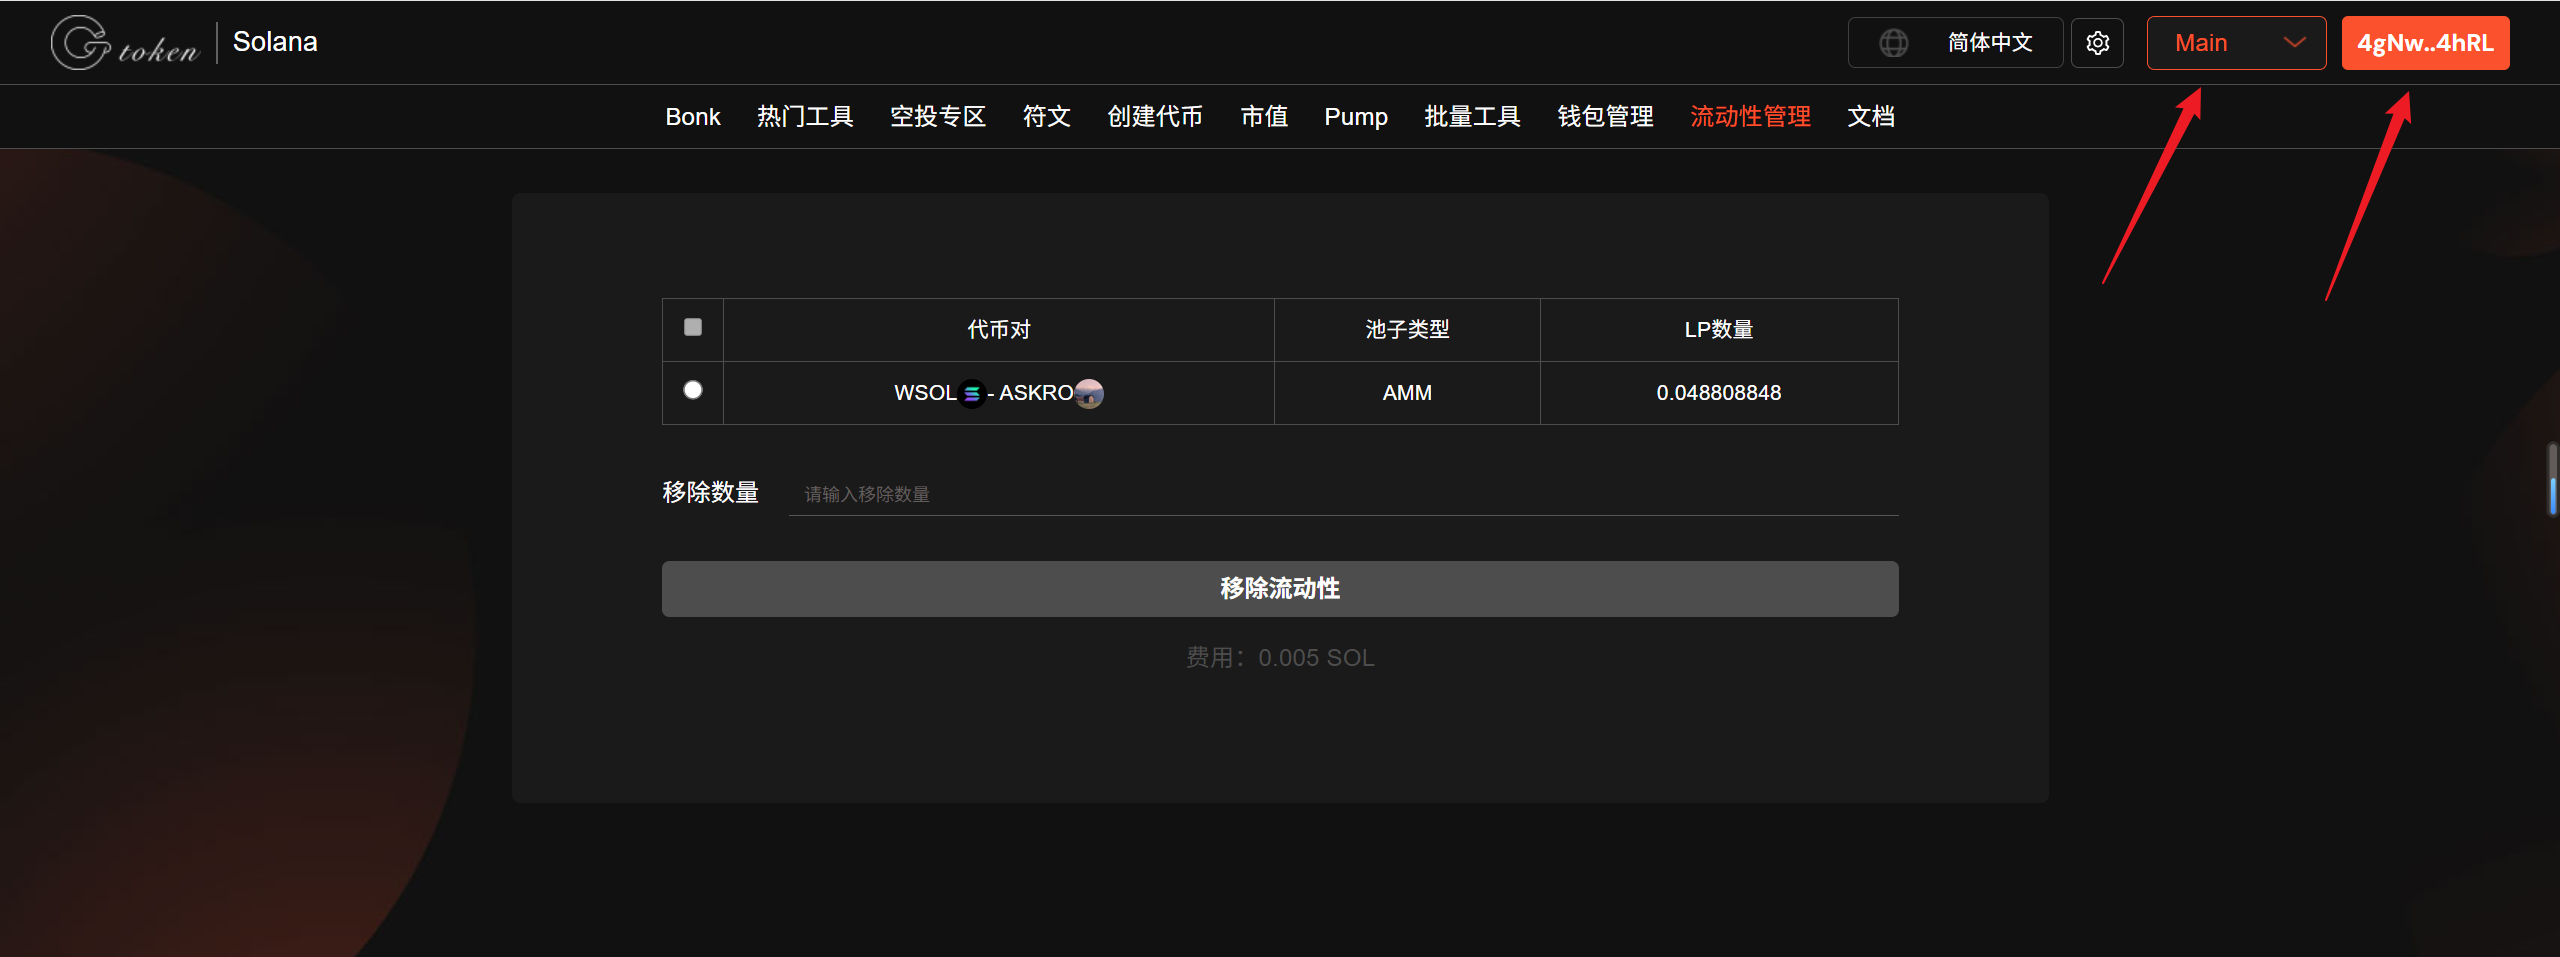 GP token | Solana
简体中文
Main
4gNw..4hRL
Bonk 热门工具 空投专区 符文 创建代币 市值 Pump 批量工具 钱包管理 流动性管理 文档
代币对 池子类型 LP数量
WSOL - ASKRO AMM 0.048808848
移除数量 请输入移除数量
移除流动性
费用：0.005 SOL